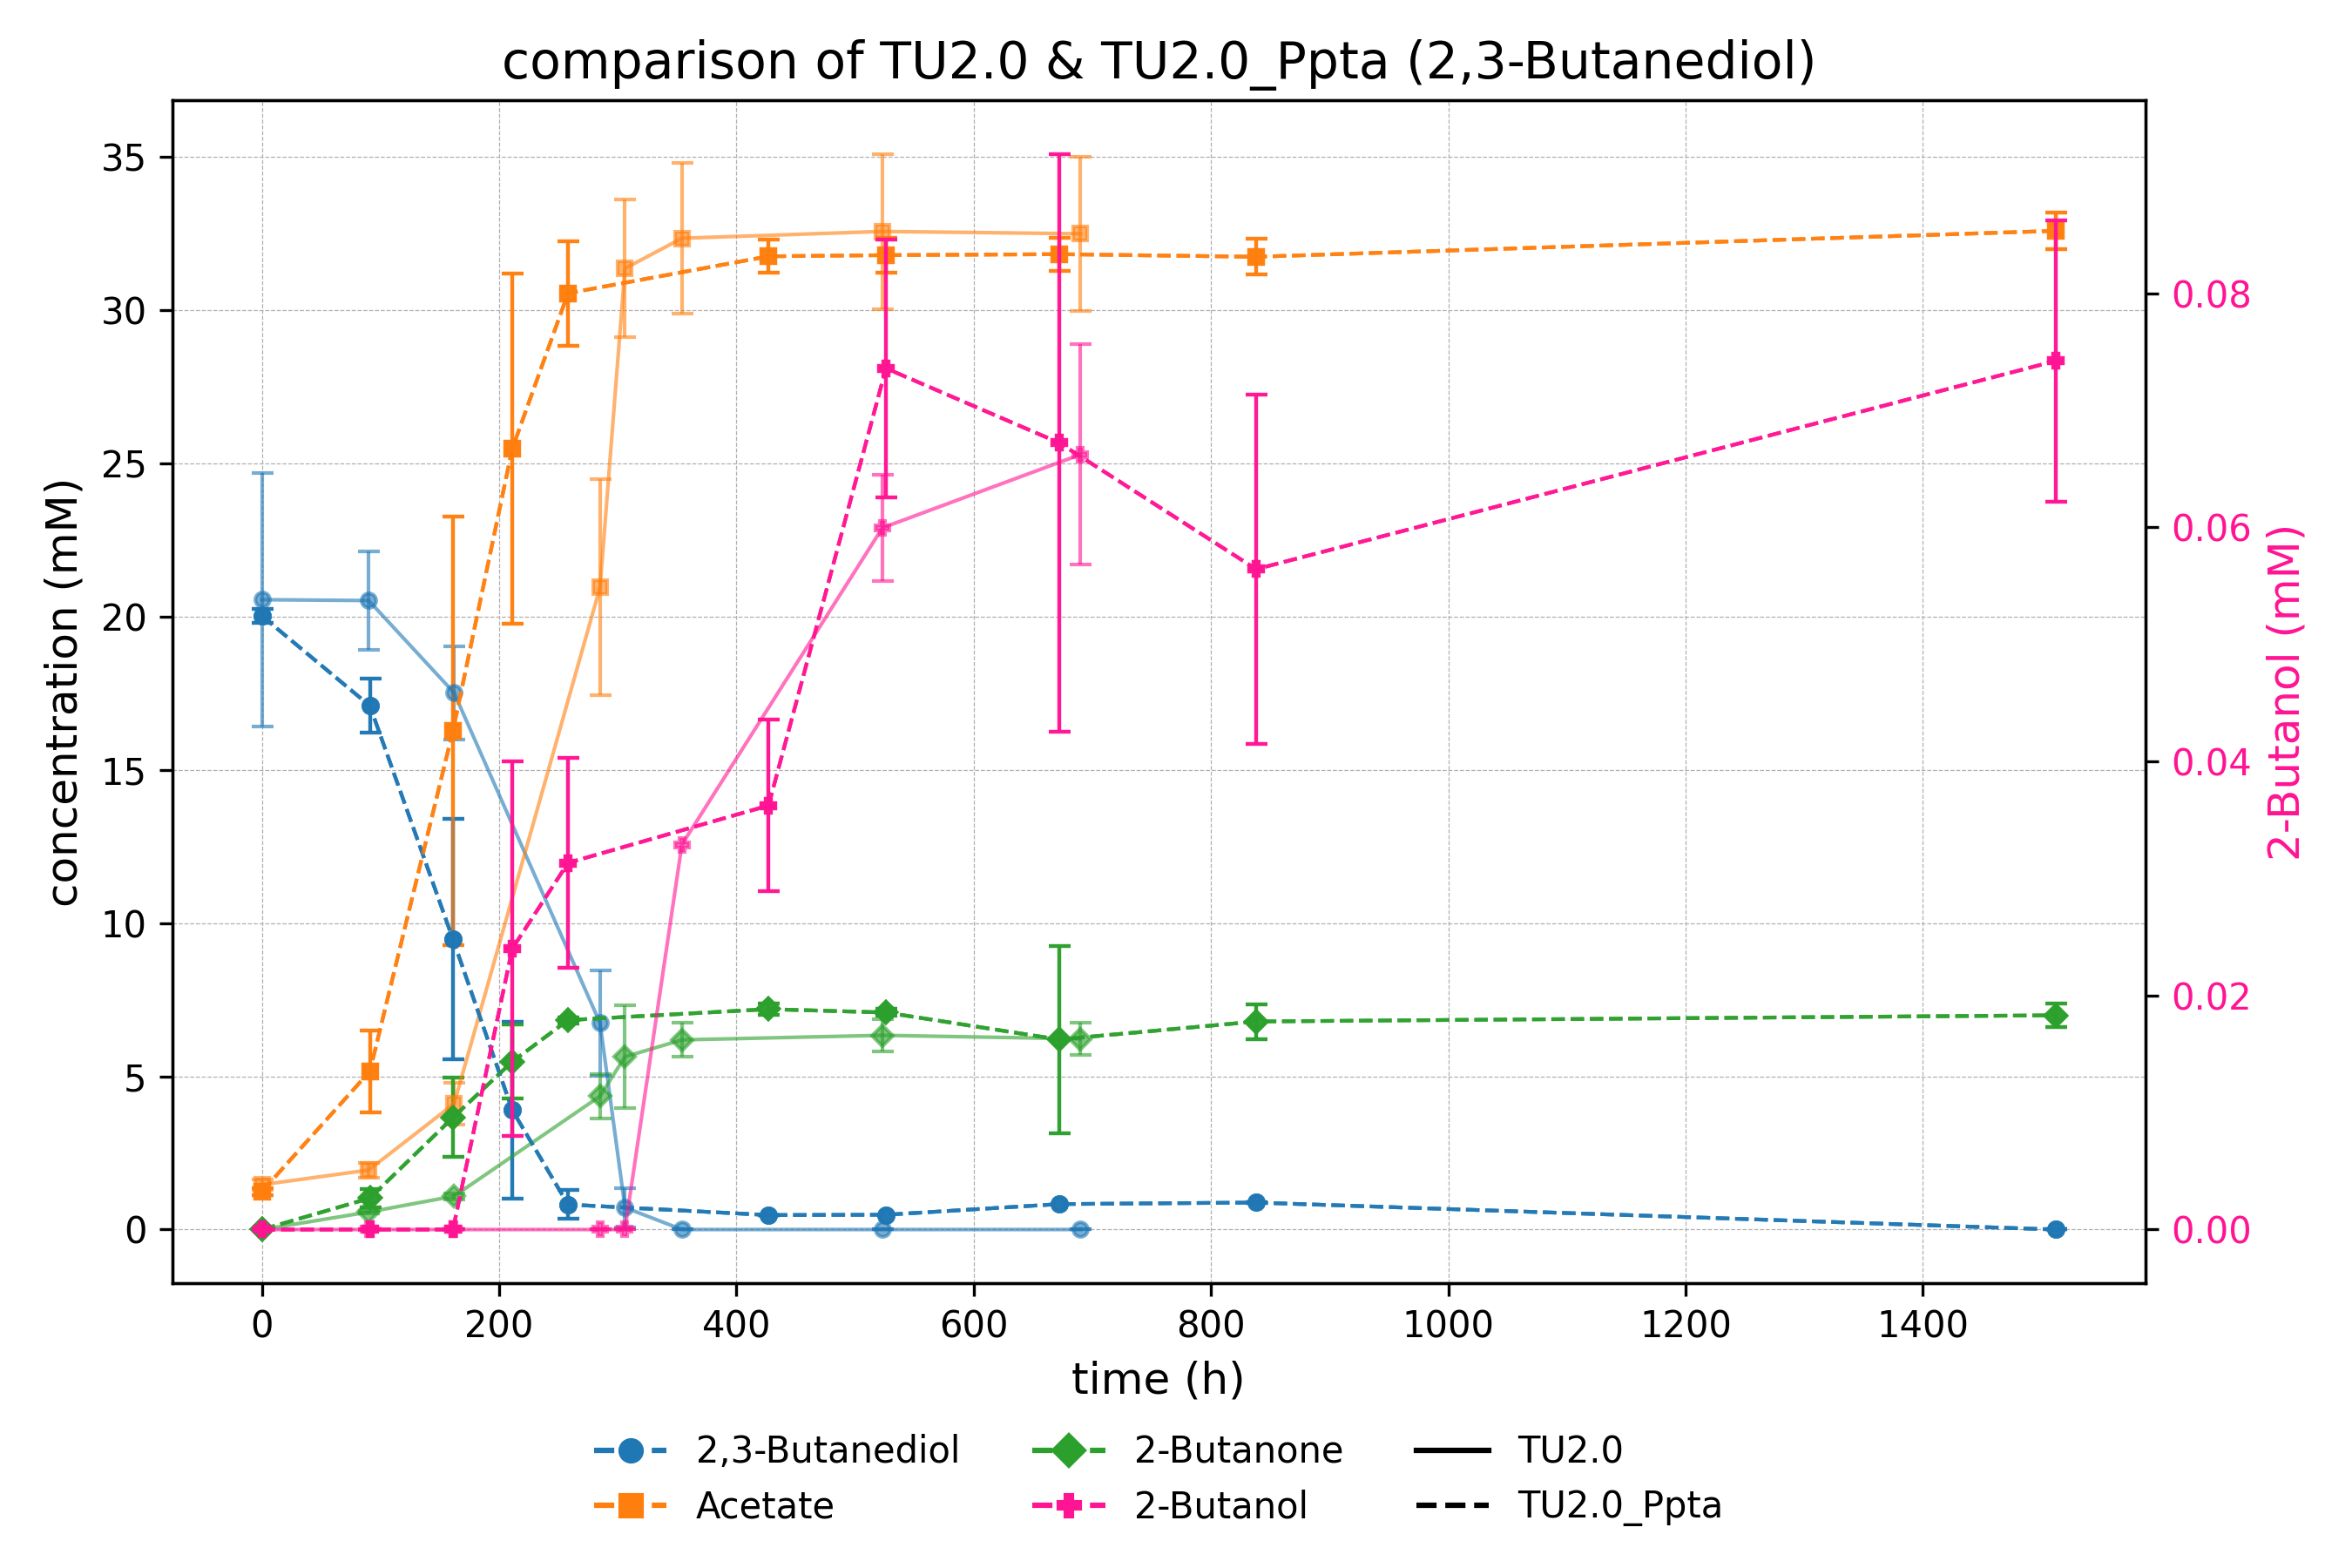 comparison of TU2.0 & TU2.0_Ppta (2,3-Butanediol)
concentration (mM)
35
30
25
20
15
10
5
0
0.08
0.06
0.04
0.02
0.00
2-Butanol (mM)
0 200 400 600 800 1000 1200 1400
time (h)
2,3-Butanediol 2-Butanone TU2.0
Acetate 2-Butanol TU2.0_Ppta